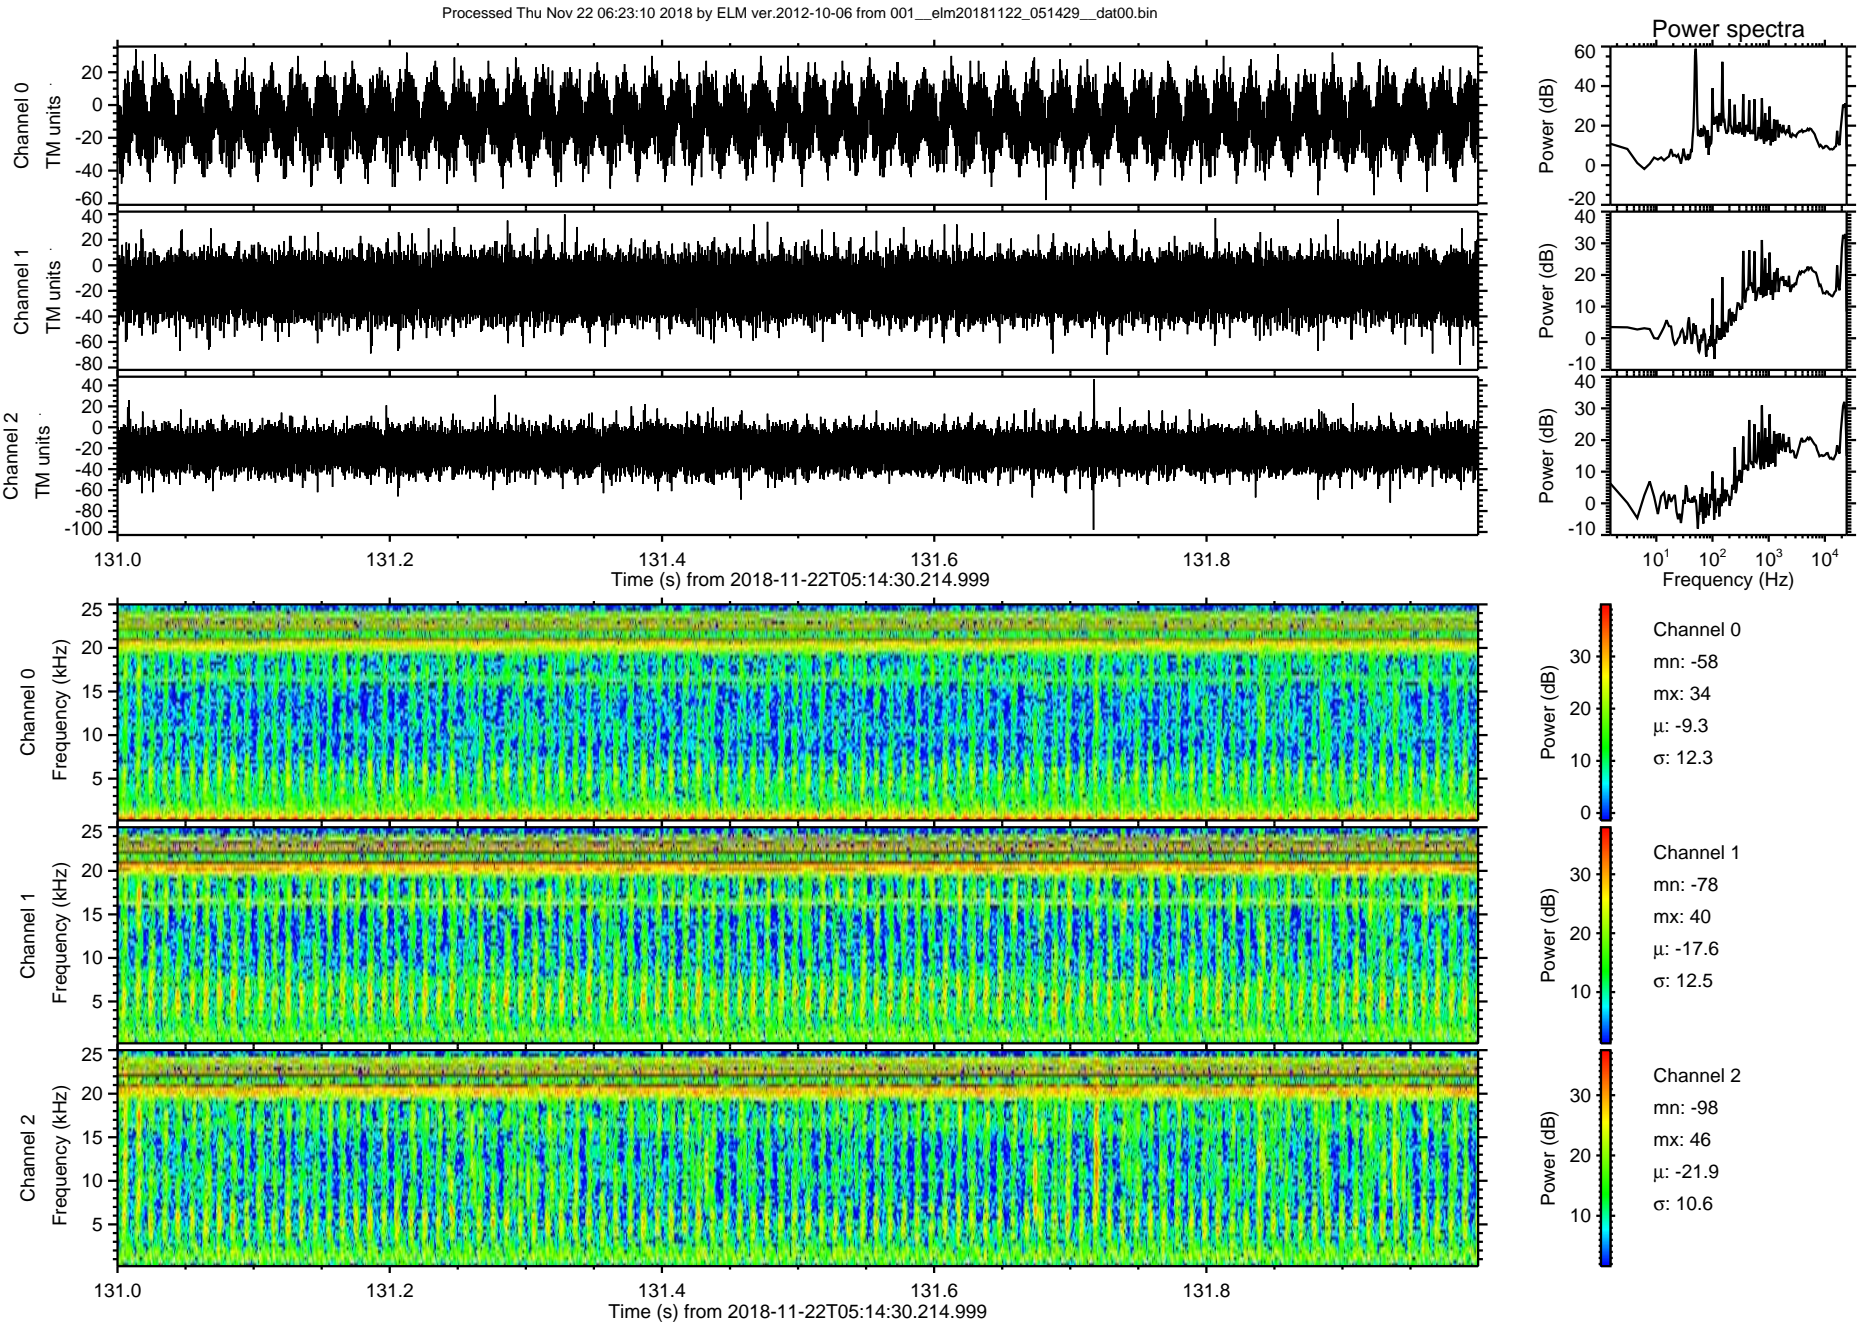 Processed Thu Nov 22 06:23:10 2018 by ELM ver.2012-10-06 from 001__elm20181122_051429__dat00.bin
Power spectra
Channel 0
TM units
20
0
-20
-40
-60
Power (dB)
60
40
20
0
-20
Channel 1
TM units
40
20
0
-20
-40
-60
-80
Power (dB)
40
30
20
10
0
-10
Channel 2
TM units
40
20
0
-20
-40
-60
-80
-100
Power (dB)
40
30
20
10
0
-10
131.0 131.2 131.4 131.6 131.8
Time (s) from 2018-11-22T05:14:30.214.999
10¹ 10² 10³ 10⁴
Frequency (Hz)
Channel 0
Frequency (kHz)
25
20
15
10
5
Power (dB)
30
20
10
0
Channel 0
mn: -58
mx: 34
μ: -9.3
σ: 12.3
Channel 1
Frequency (kHz)
25
20
15
10
5
Power (dB)
30
20
10
Channel 1
mn: -78
mx: 40
μ: -17.6
σ: 12.5
Channel 2
Frequency (kHz)
25
20
15
10
5
Power (dB)
30
20
10
Channel 2
mn: -98
mx: 46
μ: -21.9
σ: 10.6
131.0 131.2 131.4 131.6 131.8
Time (s) from 2018-11-22T05:14:30.214.999